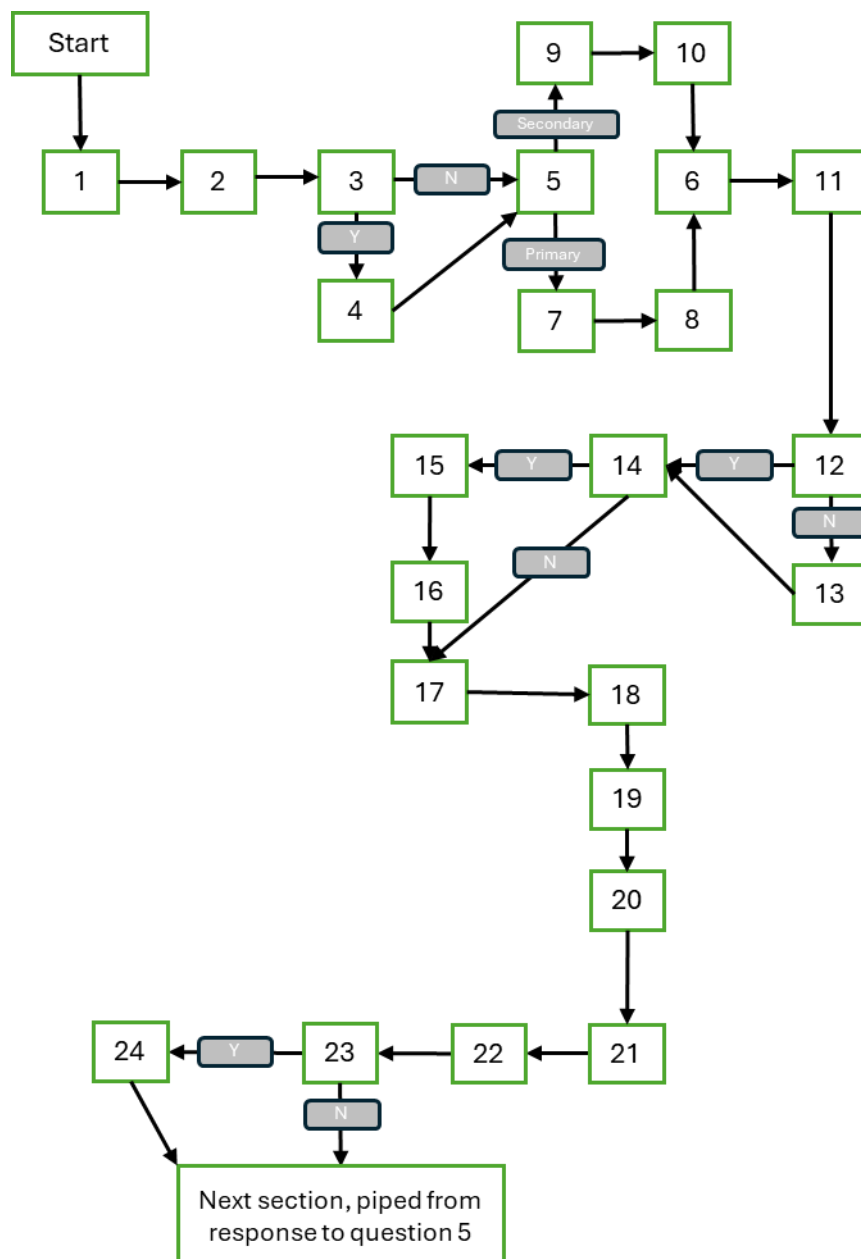 Start
9
10
Secondary
1
2
3
N
5
6
11
Y
Primary
4
7
8
15
Y
14
Y
12
N
N
16
13
17
18
19
20
24
Y
23
22
21
N
Next section, piped from
response to question 5